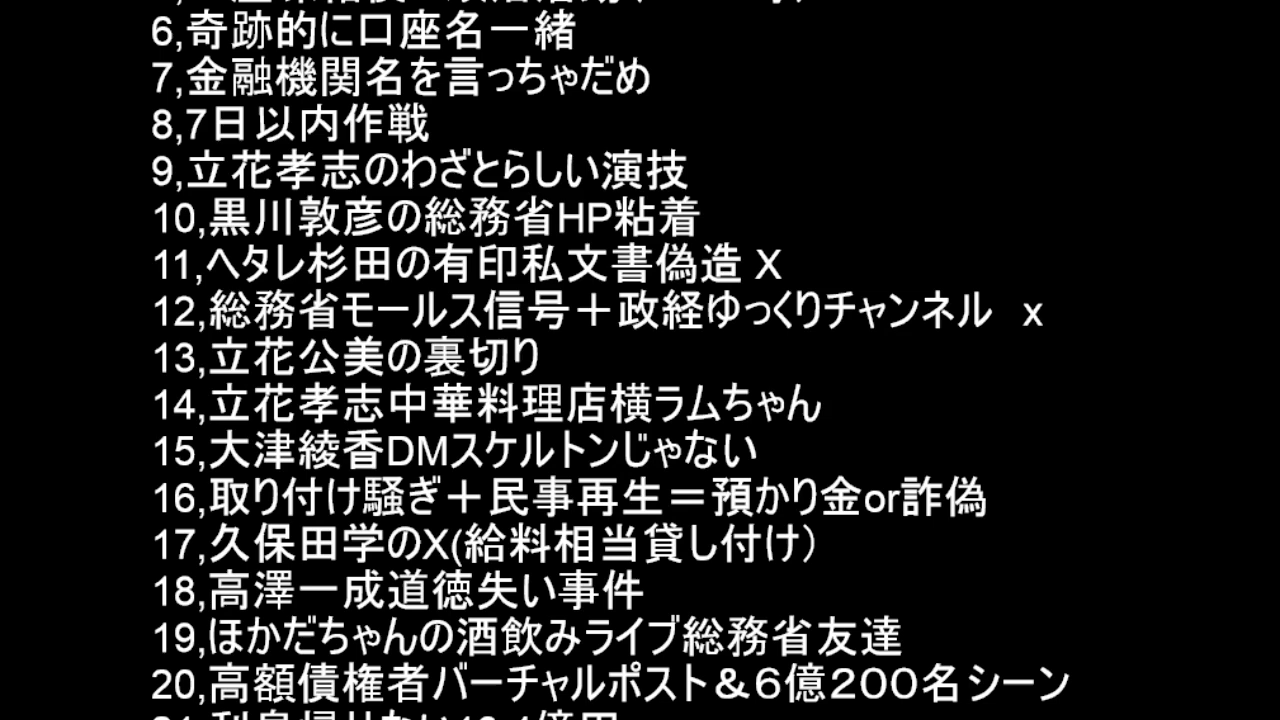 6,奇跡的に口座名一緒
7,金融機関名を言っちゃだめ
8,7日以内作戦
9,立花孝志のわざとらしい演技
10,黒川敦彦の総務省HP粘着
11,ヘタレ杉田の有印私文書偽造 X
12,総務省モールス信号＋政経ゆっくりチャンネル　x
13,立花公美の裏切り
14,立花孝志中華料理店横ラムちゃん
15,大津綾香DMスケルトンじゃない
16,取り付け騒ぎ＋民事再生＝預かり金or詐偽
17,久保田学のX(給料相当貸し付け）
18,高澤一成道徳失い事件
19,ほかだちゃんの酒飲みライブ総務省友達
20,高額債権者バーチャルポスト＆６億２００名シーン